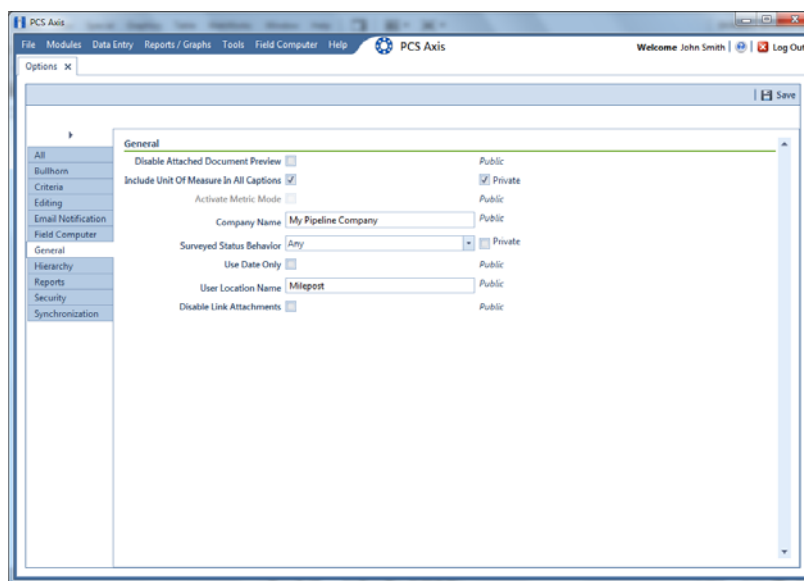 PCS Axis
File Modules Data Entry Reports / Graphs Tools Field Computer Help PCS Axis Welcome John Smith | | Log Out
Options
Save
General
All
Bullhorn
Criteria
Editing
Email Notification
Field Computer
General
Hierarchy
Reports
Security
Synchronization
Disable Attached Document Preview Public
Include Unit Of Measure In All Captions Private
Activate Metric Mode Public
Company Name My Pipeline Company Public
Surveyed Status Behavior Any Private
Use Date Only Public
User Location Name Milepost Public
Disable Link Attachments Public